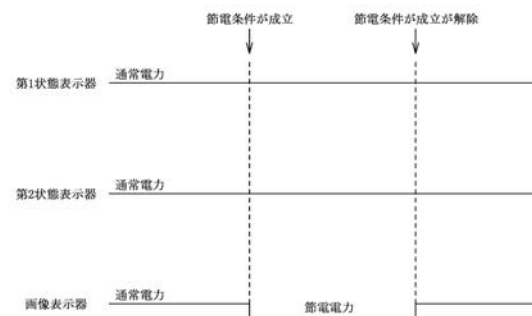 節電条件が成立 節電条件が成立が解除
通常電力
第1状態表示器
通常電力
第2状態表示器
通常電力
画像表示器 節電電力